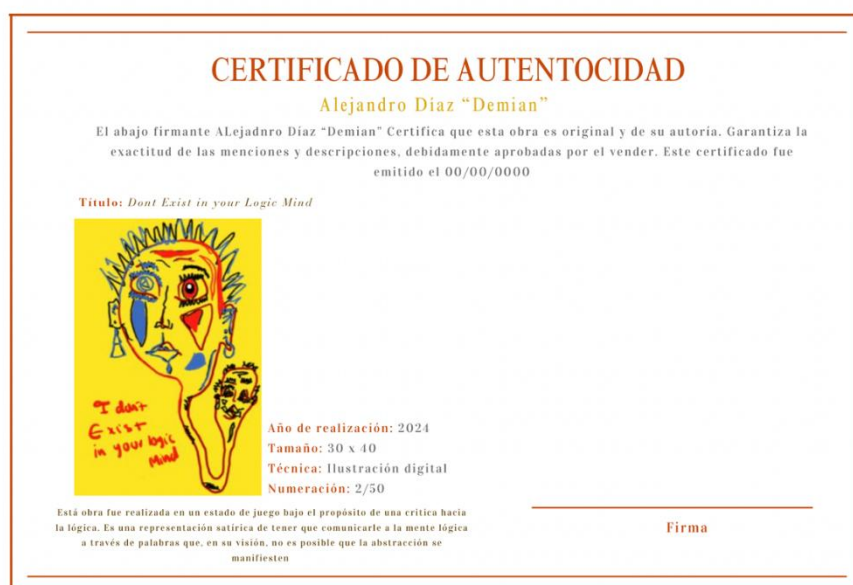 CERTIFICADO DE AUTENTOCIDAD
Alejandro Díaz “Demian”
El abajo firmante ALejadnro Díaz “Demian” Certifica que esta obra es original y de su autoría. Garantiza la
exactitud de las menciones y descripciones, debidamente aprobadas por el vender. Este certificado fue
emitido el 00/00/0000
Título: Dont Exist in your Logic Mind
I don't
Exist
in your logic
Mind
Año de realización: 2024
Tamaño: 30 x 40
Técnica: Ilustración digital
Numeración: 2/50
Está obra fue realizada en un estado de juego bajo el propósito de una crítica hacia
la lógica. Es una representación satírica de tener que comunicarle a la mente lógica
a través de palabras que, en su visión, no es posible que la abstracción se
manifiesten
Firma